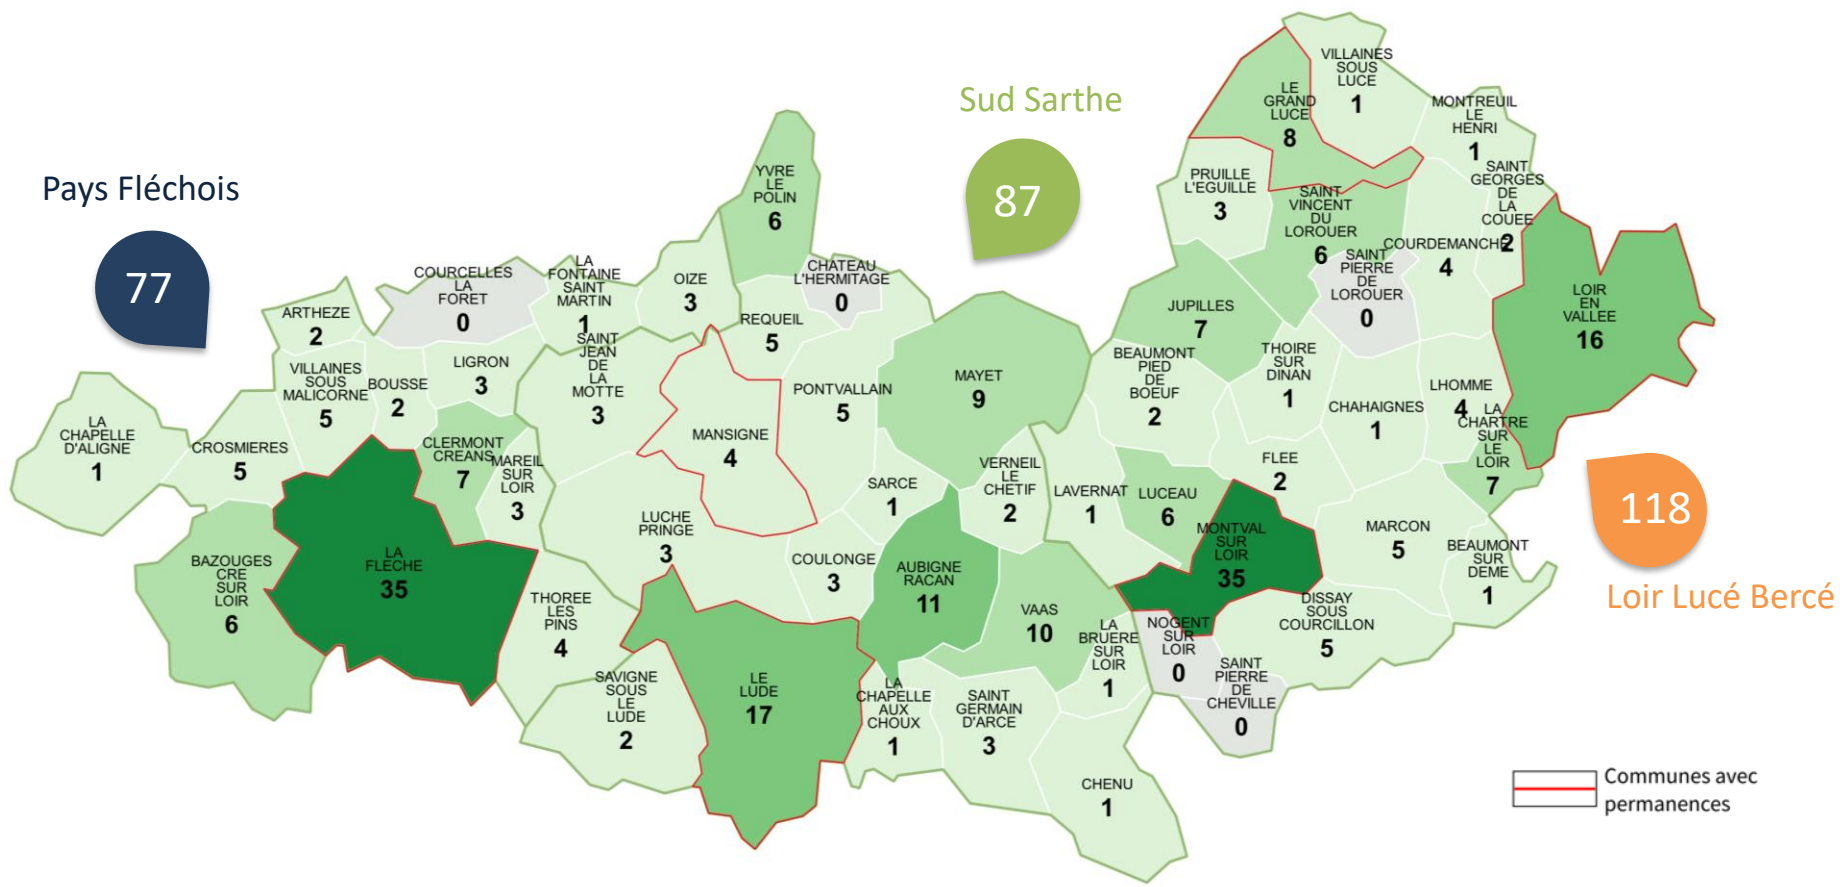 Sud Sarthe
87
Pays Fléchois
77
118
Loir Lucé Bercé
VILLAINES
SOUS
LUCE
1
LE
GRAND
LUCE
8
MONTREUIL
LE
HENRI
1
SAINT
GEORGES
DE
LA
COUEE
2
PRUILLE
L'EGUILLE
3
SAINT
VINCENT
DU
LOROUER
6
COURDEMANCHE
4
SAINT
PIERRE
DE
LOROUER
0
LOIR
EN
VALLEE
16
YVRE
LE
POLIN
6
CHATEAU
L'HERMITAGE
0
OIZE
3
LA
FONTAINE
SAINT
MARTIN
1
COURCELLES
LA
FORET
0
ARTHEZE
2
REQUEIL
5
JUPILLES
7
SAINT
JEAN
DE
LA
MOTTE
3
LIGRON
3
VILLAINES
SOUS
MALICORNE
5
BOUSSE
2
MAYET
9
PONTVALLAIN
5
BEAUMONT
PIED
DE
BOEUF
2
THOIRE
SUR
DINAN
1
CHAHAIGNES
1
LHOMME
4
LA
CHARTRE
SUR
LE
LOIR
7
LA
CHAPELLE
D'ALIGNE
1
CROSMIERES
5
CLERMONT
CREANS
7
MAREIL
SUR
LOIR
3
MANSIGNE
4
SARCE
1
VERNEIL
LE
CHETIF
2
LAVERNAT
1
LUCEAU
6
FLEE
2
MARCON
5
BEAUMONT
SUR
DEME
1
MONTVAL
SUR
LOIR
35
LUCHE
PRINGE
3
COULONGE
3
AUBIGNE
RACAN
11
VAAS
10
BAZOUGES
CRE
SUR
LOIR
6
LA
FLECHE
35
THOREE
LES
PINS
4
LA
BRUERE
SUR
LOIR
1
NOGENT
SUR
LOIR
0
DISSAY
SOUS
COURCILLON
5
SAINT
PIERRE
DE
CHEVILLE
0
SAVIGNE
SOUS
LE
LUDE
2
LE
LUDE
17
LA
CHAPELLE
AUX
CHOUX
1
SAINT
GERMAIN
D'ARCE
3
CHENU
1
Communes avec
permanences